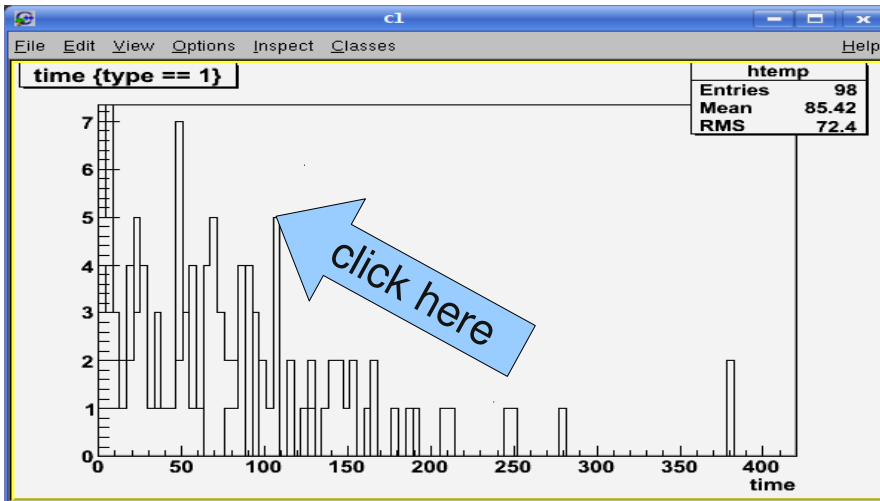 c1
File Edit View Options Inspect Classes Help
time {type == 1}
htemp
Entries 98
Mean 85.42
RMS 72.4
7
6
5
4
3
2
1
0
click here
0 50 100 150 200 250 300 350 400
time